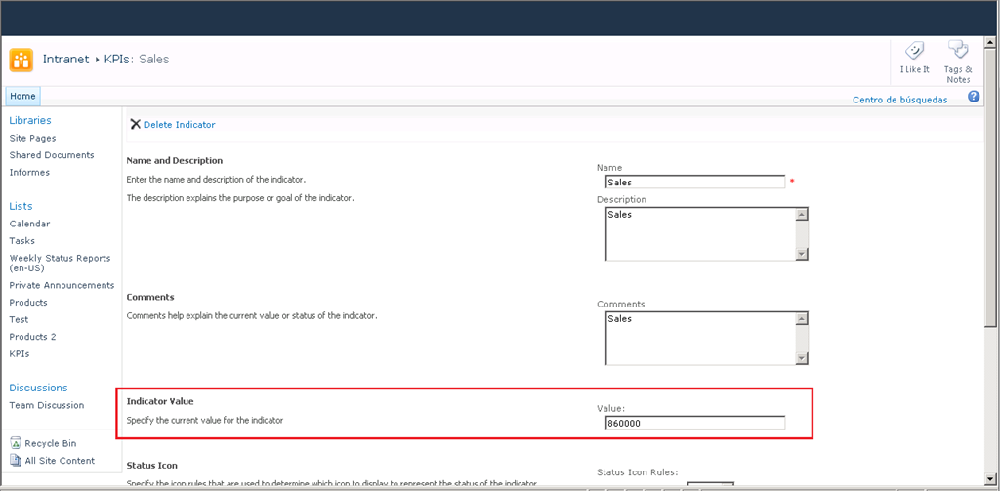 Intranet ▸ KPIs: Sales
I Like It
Tags & Notes
Home
Centro de búsquedas
Libraries
Site Pages
Shared Documents
Informes
Lists
Calendar
Tasks
Weekly Status Reports
(en-US)
Private Announcements
Products
Test
Products 2
KPIs
Discussions
Team Discussion
Recycle Bin
All Site Content
Delete Indicator
Name and Description
Enter the name and description of the indicator.
The description explains the purpose or goal of the indicator.
Name
Sales *
Description
Sales
Comments
Comments help explain the current value or status of the indicator.
Comments
Sales
Indicator Value
Specify the current value for the indicator
Value:
860000
Status Icon
Specify the icon rules that are used to determine which icon to display to represent the status of the indicator.
Status Icon Rules: